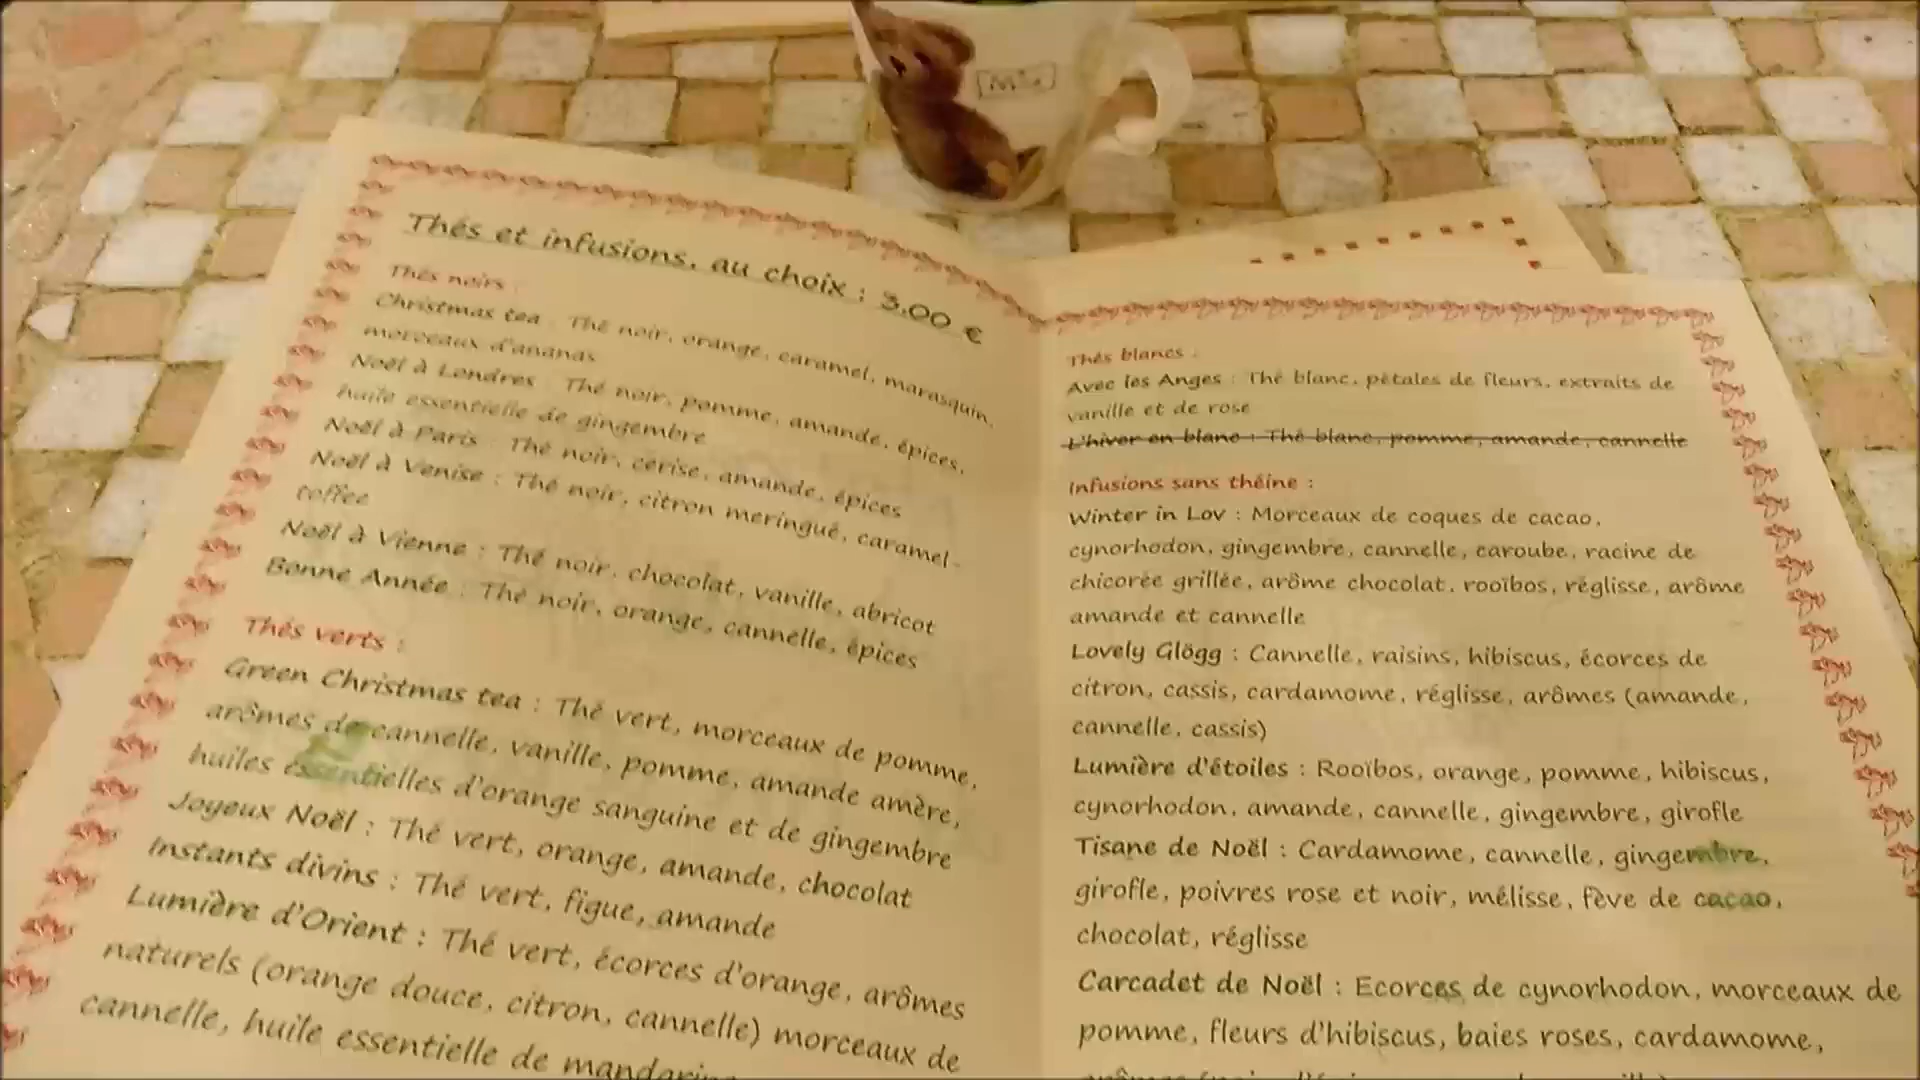 Thés et infusions, au choix : 3,00 €
Thés noirs :
Christmas tea : Thé noir, orange, caramel, marasquin,
morceaux d'ananas
Noël à Londres : Thé noir, pomme, amande, épices,
huile essentielle de gingembre
Noël à Paris : Thé noir, cerise, amande, épices
Noël à Venise : Thé noir, citron meringué, caramel-
toffee
Noël à Vienne : Thé noir, chocolat, vanille, abricot
Bonne Année : Thé noir, orange, cannelle, épices
Thés verts :
Green Christmas tea : Thé vert, morceaux de pomme,
arômes de cannelle, vanille, pomme, amande amère,
huiles essentielles d'orange sanguine et de gingembre
Joyeux Noël : Thé vert, orange, amande, chocolat
Instants divins : Thé vert, figue, amande
Lumière d'Orient : Thé vert, écorces d'orange, arômes
naturels (orange douce, citron, cannelle) morceaux de
cannelle, huile essentielle de mandarine
Thés blancs :
Avec les Anges : Thé blanc, pétales de fleurs, extraits de
vanille et de rose
L'hiver en blanc : Thé blanc, pomme, amande, cannelle
Infusions sans théine :
Winter in Lov : Morceaux de coques de cacao,
cynorhodon, gingembre, cannelle, caroube, racine de
chicorée grillée, arôme chocolat, rooïbos, réglisse, arôme
amande et cannelle
Lovely Glögg : Cannelle, raisins, hibiscus, écorces de
citron, cassis, cardamome, réglisse, arômes (amande,
cannelle, cassis)
Lumière d'étoiles : Rooïbos, orange, pomme, hibiscus,
cynorhodon, amande, cannelle, gingembre, girofle
Tisane de Noël : Cardamome, cannelle, gingembre,
girofle, poivres rose et noir, mélisse, fève de cacao,
chocolat, réglisse
Carcadet de Noël : Ecorces de cynorhodon, morceaux de
pomme, fleurs d'hibiscus, baies roses, cardamome,